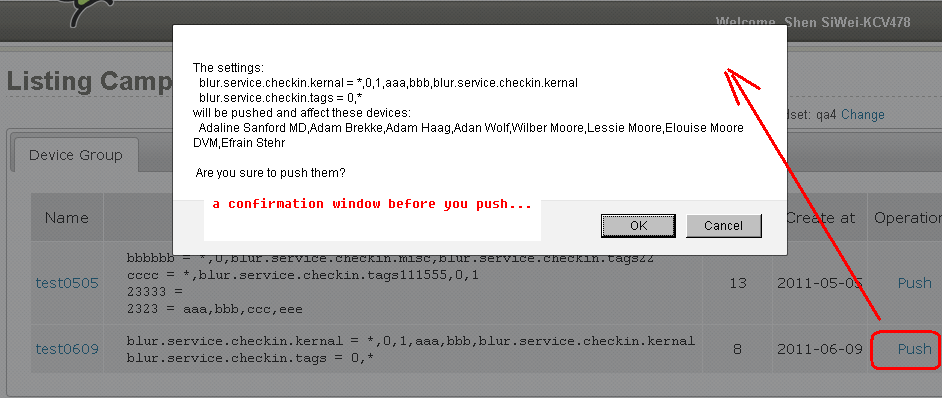 Welcome, Shen SiWei-KCV478
Listing Camp
The settings:
blur.service.checkin.kernal = *,0,1,aaa,bbb,blur.service.checkin.kernal
blur.service.checkin.tags = 0,*
will be pushed and affect these devices:
Adaline Sanford MD,Adam Brekke,Adam Haag,Adan Wolf,Wilber Moore,Lessie Moore,Elouise Moore
DVM,Efrain Stehr
Are you sure to push them?
a confirmation window before you push...
OK Cancel
dset: qa4 Change
Device Group
Name Create at Operation
bbbbbb = *,0,blur.service.checkin.misc,blur.service.checkin.tags22
cccc = *,blur.service.checkin.tags111555,0,1
test0505 13 2011-05-05 Push
23333 =
2323 = aaa,bbb,ccc,eee
blur.service.checkin.kernal = *,0,1,aaa,bbb,blur.service.checkin.kernal
test0609 8 2011-06-09 Push
blur.service.checkin.tags = 0,*